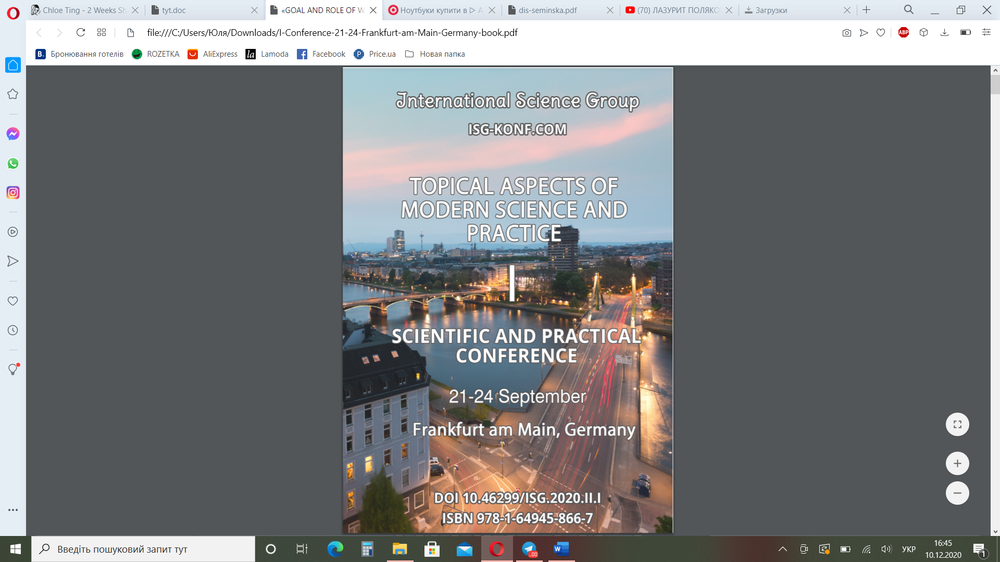 Chloe Ting - 2 Weeks Sh
tyt.doc
«GOAL AND ROLE OF W
Ноутбуки купити в ▷ А
dis-seminska.pdf
(70) ЛАЗУРИТ ПОЛЯКО
Загрузки
file:///C:/Users/Юля/Downloads/I-Conference-21-24-Frankfurt-am-Main-Germany-book.pdf
ABP
B.
Бронювання готелів
ROZETKA
AliExpress
la
Lamoda
Facebook
P
Price.ua
Новая папка
International Science Group
ISG-KONF.COM
TOPICAL ASPECTS OF
MODERN SCIENCE AND
PRACTICE
I
SCIENTIFIC AND PRACTICAL
CONFERENCE
21-24 September
Frankfurt am Main, Germany
DOI 10.46299/ISG.2020.II.I
ISBN 978-1-64945-866-7
Введіть пошуковий запит тут
..00
W
УКР
16:45
10.12.2020
1